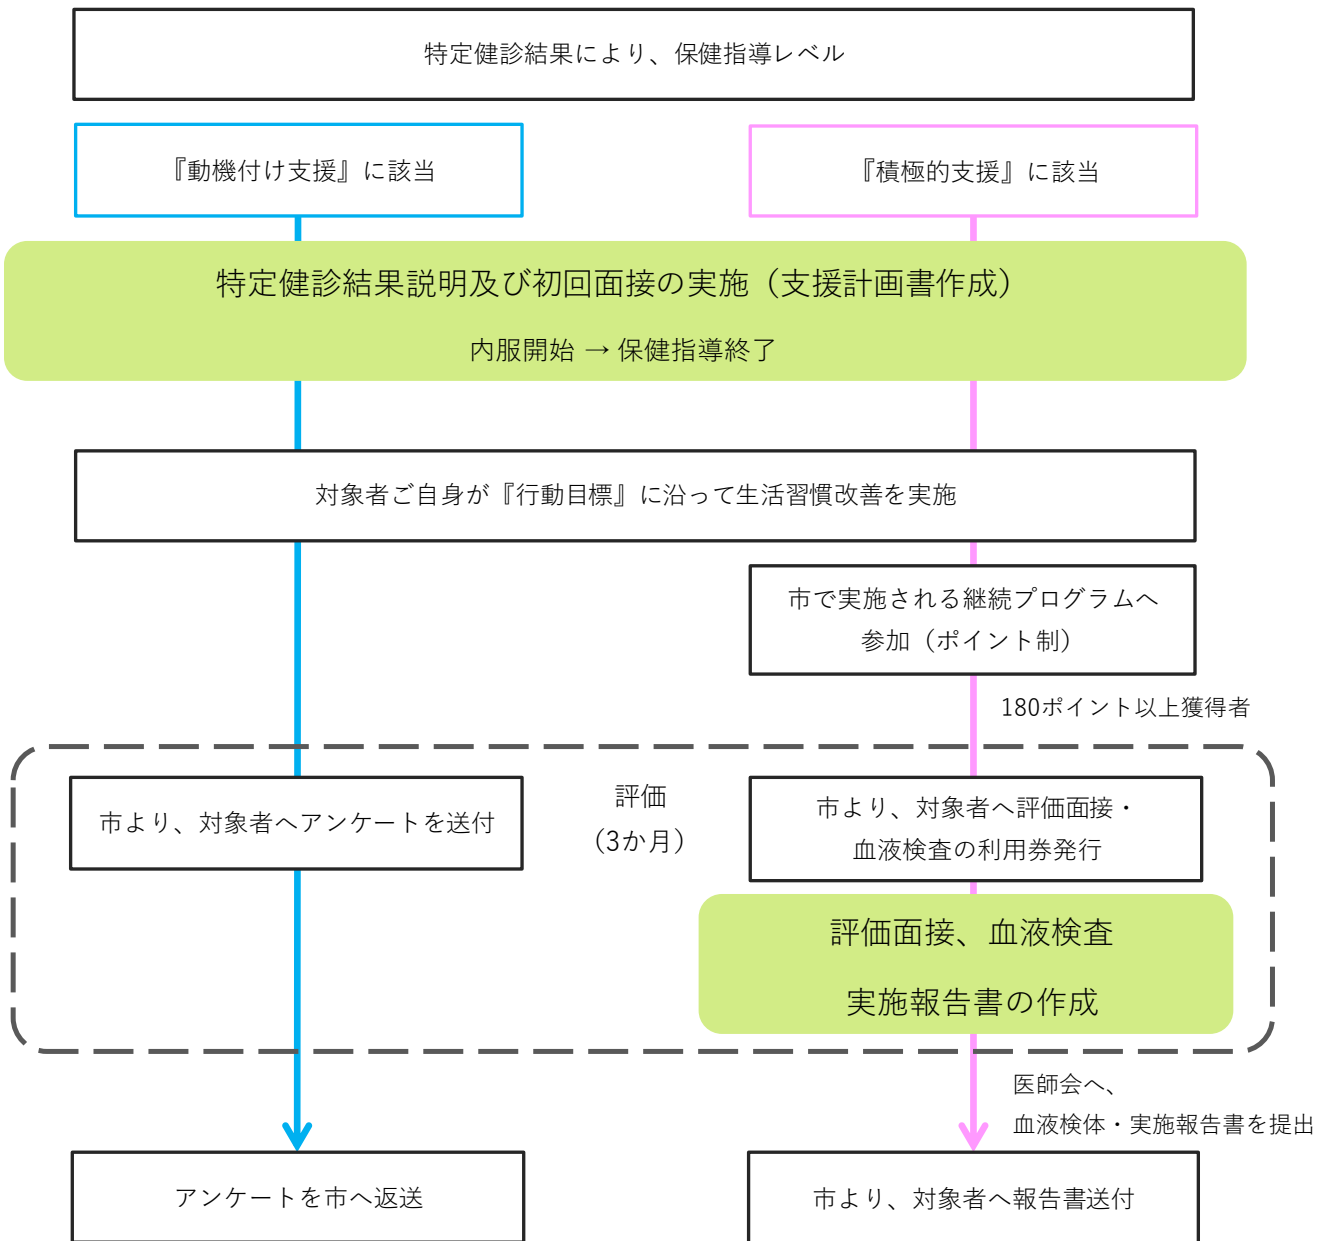 特定健診結果により、保健指導レベル
『動機付け支援』に該当
『積極的支援』に該当
特定健診結果説明及び初回面接の実施（支援計画書作成）
内服開始 → 保健指導終了
対象者ご自身が『行動目標』に沿って生活習慣改善を実施
市で実施される継続プログラムへ
参加（ポイント制）
180ポイント以上獲得者
市より、対象者へアンケートを送付
評価
（3か月）
市より、対象者へ評価面接・
血液検査の利用券発行
評価面接、血液検査
実施報告書の作成
医師会へ、
血液検体・実施報告書を提出
アンケートを市へ返送
市より、対象者へ報告書送付